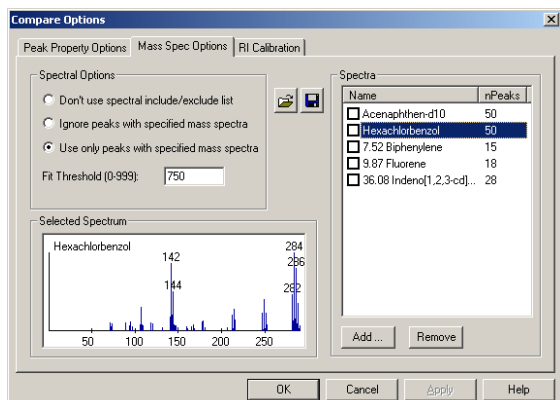 Compare Options
Peak Property Options Mass Spec Options RI Calibration
Spectral Options
Don't use spectral include/exclude list
Ignore peaks with specified mass spectra
Use only peaks with specified mass spectra
Fit Threshold (0-999): 750
Selected Spectrum
Hexachlorbenzol
142
144
284
286
282
50 100 150 200 250
Spectra
Name nPeaks
Acenaphthen-d10 50
Hexachlorbenzol 50
7.52 Biphenylene 15
9.87 Fluorene 18
36.08 Indeno[1,2,3-cd]... 28
Add ... Remove
OK Cancel Apply Help